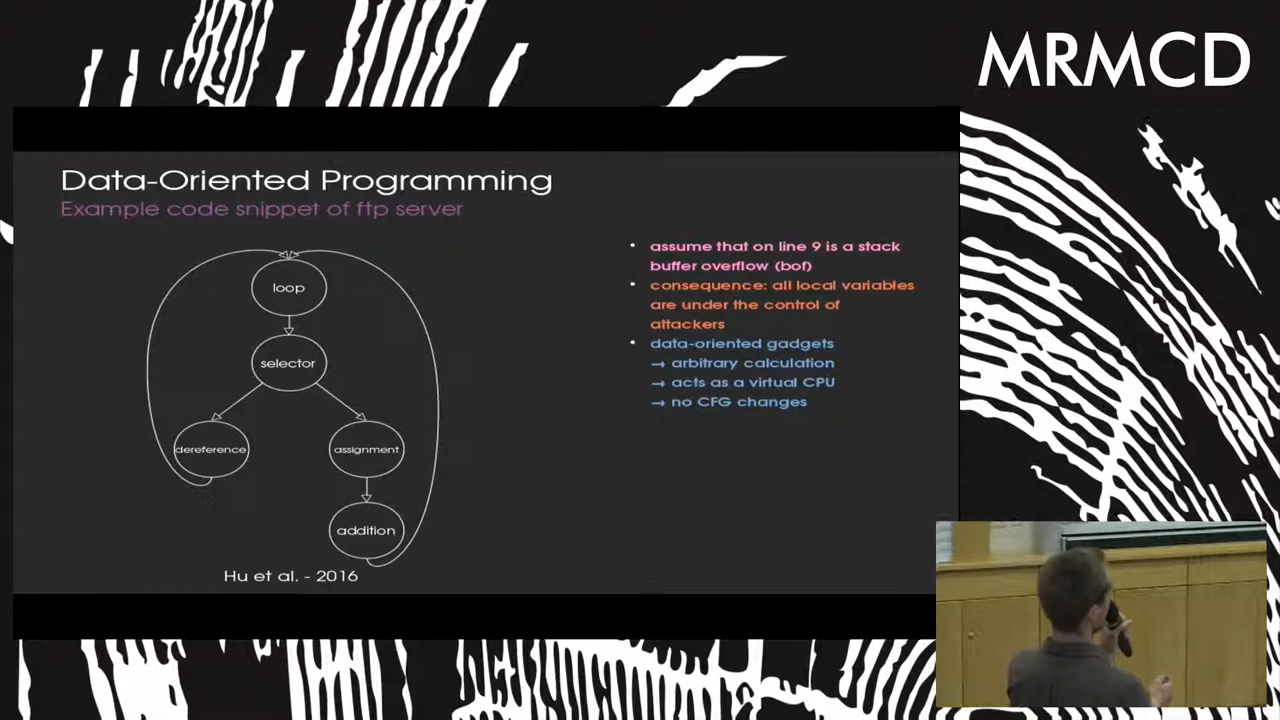 MRMCD
Data-Oriented Programming
Example code snippet of ftp server
loop
selector
dereference
assignment
addition
Hu et al. - 2016
• assume that on line 9 is a stack
buffer overflow (bof)
• consequence: all local variables
are under the control of
attackers
• data-oriented gadgets
→ arbitrary calculation
→ acts as a virtual CPU
→ no CFG changes